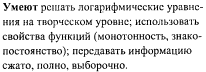 Умеют решать логарифмические уравне-
ния на творческом уровне; использовать
свойства функций (монотонность, знако-
постоянство); передавать информацию
сжато, полно, выборочно.